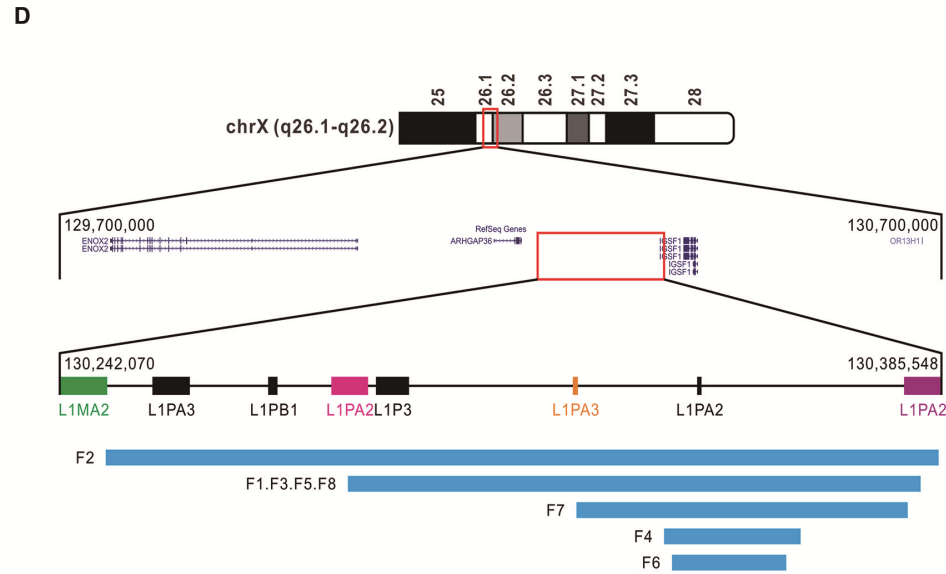 D
25 26.1 26.2 26.3 27.1 27.2 27.3 28
chrX (q26.1-q26.2)
129,700,000 130,700,000
RefSeq Genes
ENOX2 ARHGAP36 IGSF1 OR13H1
ENOX2 IGSF1
IGSF1
IGSF1
IGSF1
130,242,070 130,385,548
L1MA2 L1PA3 L1PB1 L1PA2 L1P3 L1PA3 L1PA2 L1PA2
F2
F1.F3.F5.F8
F7
F4
F6